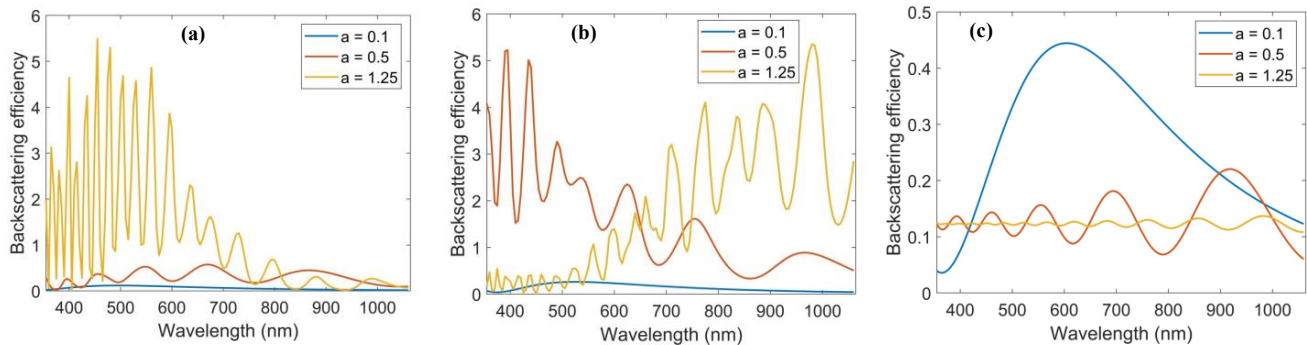 (a)
Backscattering efficiency
6
5
4
3
2
1
0
a = 0.1
a = 0.5
a = 1.25
400 500 600 700 800 900 1000
Wavelength (nm)
(b)
Backscattering efficiency
6
5
4
3
2
1
0
a = 0.1
a = 0.5
a = 1.25
400 500 600 700 800 900 1000
Wavelength (nm)
(c)
Backscattering efficiency
0.5
0.4
0.3
0.2
0.1
0
a = 0.1
a = 0.5
a = 1.25
400 500 600 700 800 900 1000
Wavelength (nm)